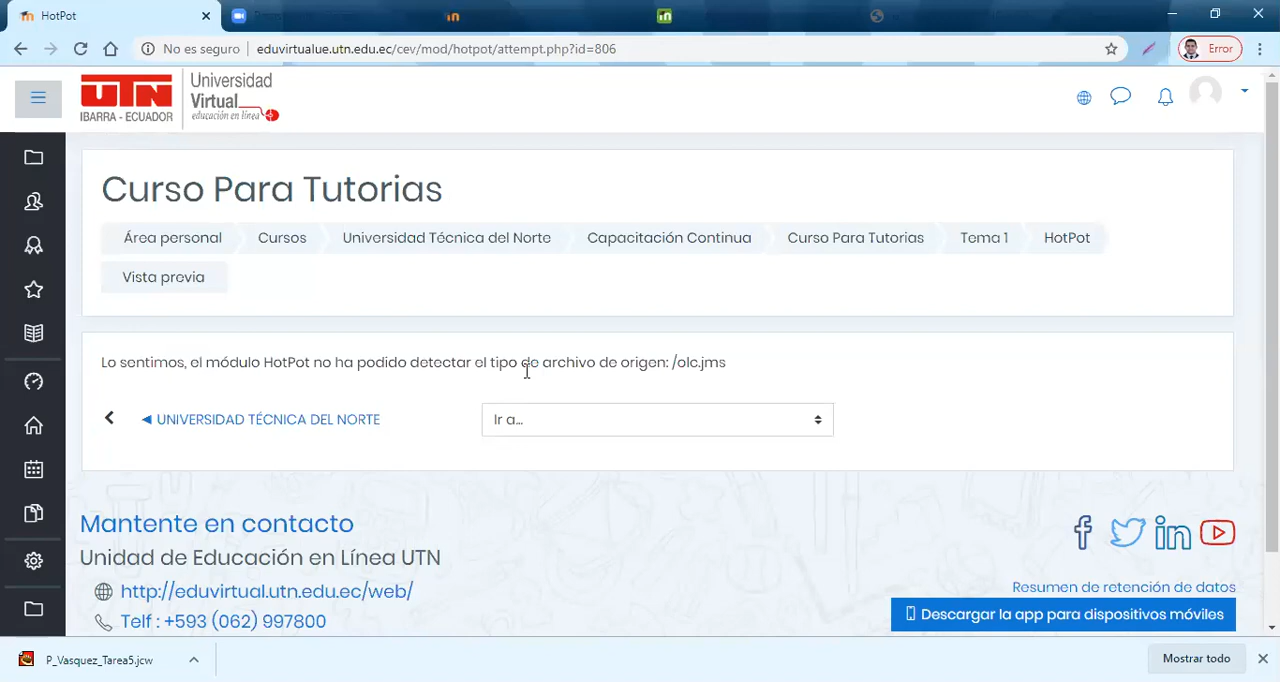 HotPot
No es seguro
eduvirtualue.utn.edu.ec/cev/mod/hotpot/attempt.php?id=806
Error
UTN
IBARRA - ECUADOR
Universidad
Virtual
educación en línea
Curso Para Tutorias
Área personal
Cursos
Universidad Técnica del Norte
Capacitación Continua
Curso Para Tutorias
Tema 1
HotPot
Vista previa
Lo sentimos, el módulo HotPot no ha podido detectar el tipo de archivo de origen: /olc.jms
◄ UNIVERSIDAD TÉCNICA DEL NORTE
Ir a...
Mantente en contacto
Unidad de Educación en Línea UTN
http://eduvirtual.utn.edu.ec/web/
Telf : +593 (062) 997800
Resumen de retención de datos
Descargar la app para dispositivos móviles
P_Vasquez_Tarea5.jcw
Mostrar todo